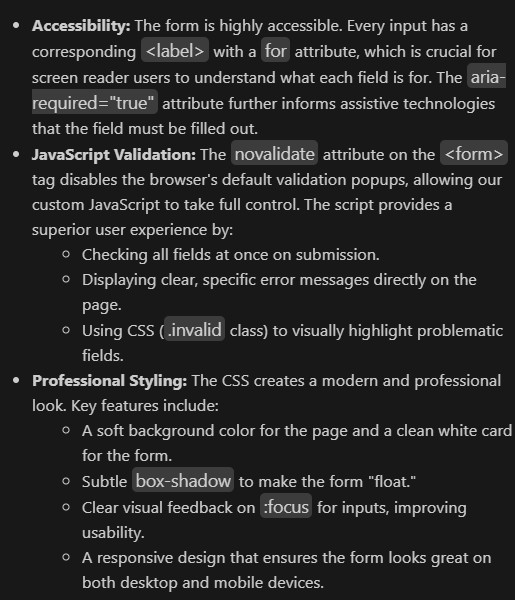 Accessibility: The form is highly accessible. Every input has a
corresponding <label> with a for attribute, which is crucial for
screen reader users to understand what each field is for. The aria-
required="true" attribute further informs assistive technologies
that the field must be filled out.
JavaScript Validation: The novalidate attribute on the <form>
tag disables the browser's default validation popups, allowing our
custom JavaScript to take full control. The script provides a
superior user experience by:
Checking all fields at once on submission.
Displaying clear, specific error messages directly on the
page.
Using CSS (.invalid class) to visually highlight problematic
fields.
Professional Styling: The CSS creates a modern and professional
look. Key features include:
A soft background color for the page and a clean white card
for the form.
Subtle box-shadow to make the form "float."
Clear visual feedback on :focus for inputs, improving
usability.
A responsive design that ensures the form looks great on
both desktop and mobile devices.